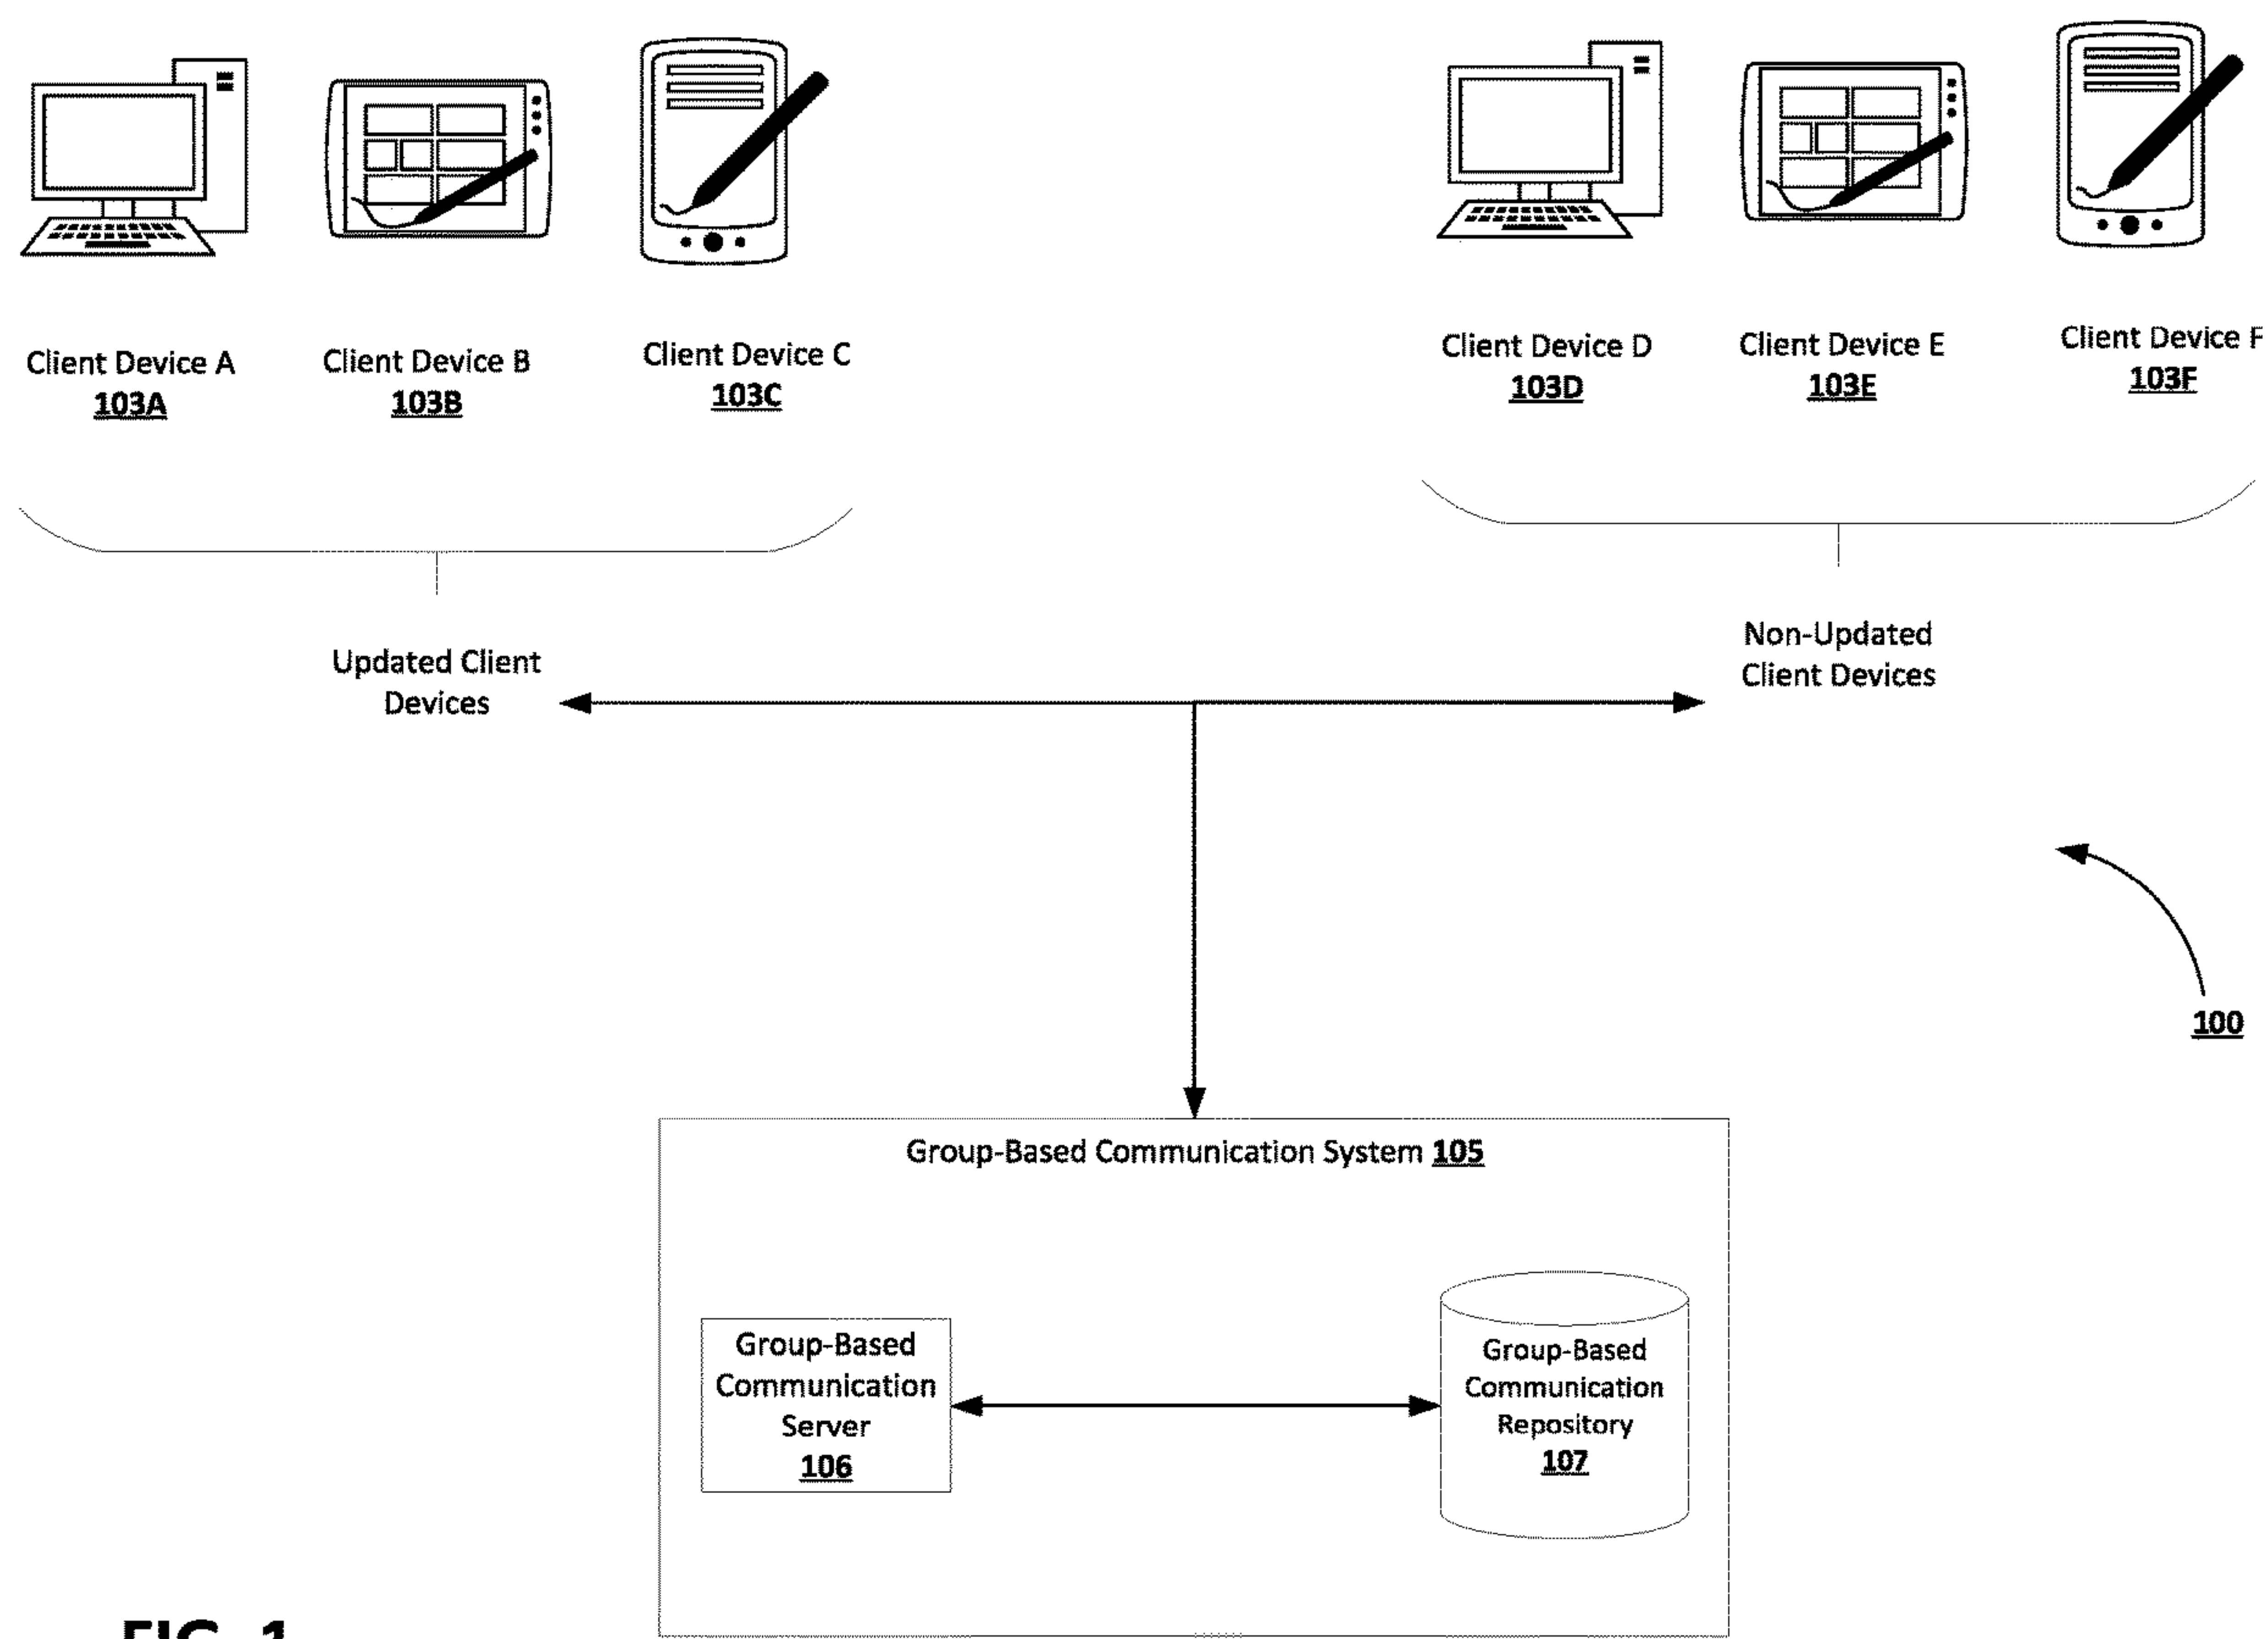 Client Device A
103A
Client Device B
103B
Client Device C
103C
Client Device D
103D
Client Device E
103E
Client Device F
103F
Updated Client
Devices
Non-Updated
Client Devices
100
Group-Based Communication System 105
Group-Based
Communication
Server
106
Group-Based
Communication
Repository
107
FIG. 1